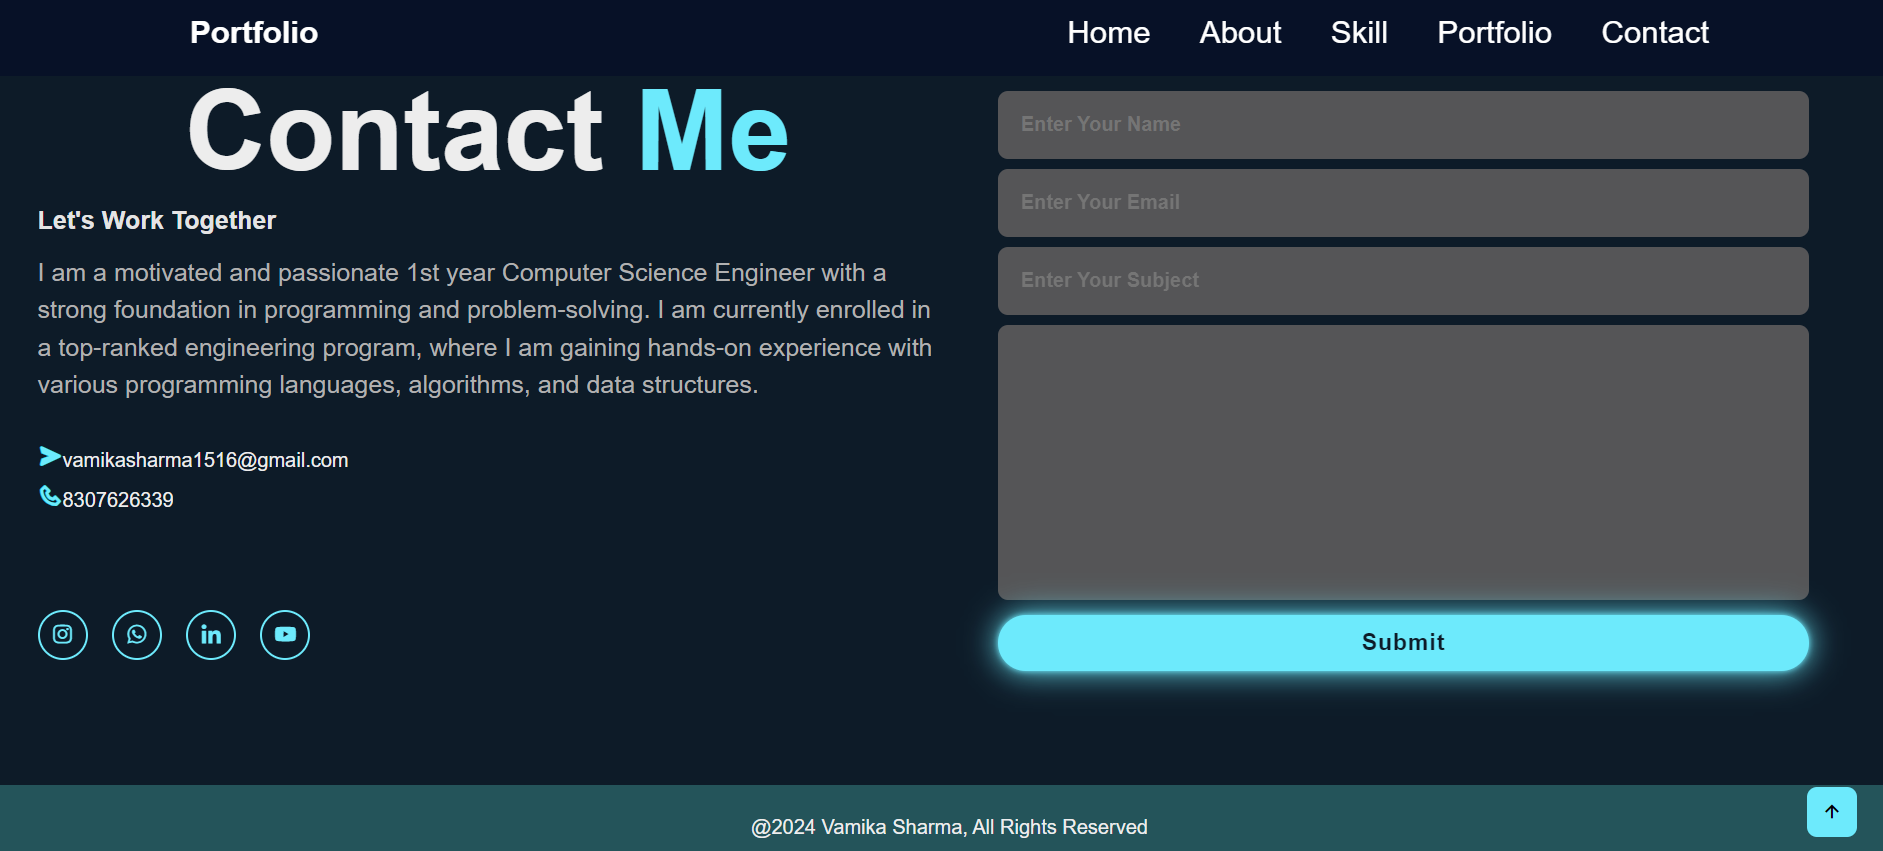 Portfolio
Home About Skill Portfolio Contact
Contact Me
Let's Work Together
I am a motivated and passionate 1st year Computer Science Engineer with a
strong foundation in programming and problem-solving. I am currently enrolled in
a top-ranked engineering program, where I am gaining hands-on experience with
various programming languages, algorithms, and data structures.
vamikasharma1516@gmail.com
8307626339
Enter Your Name
Enter Your Email
Enter Your Subject
Submit
@2024 Vamika Sharma, All Rights Reserved